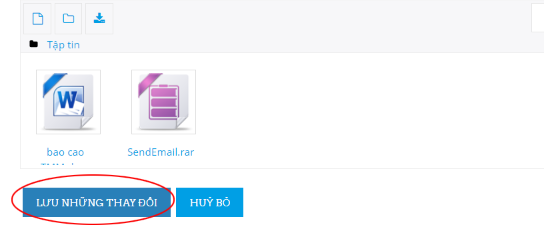 Tập tin
bao cao
SendEmail.rar
LƯU NHỮNG THAY ĐỔI
HUỶ BỎ